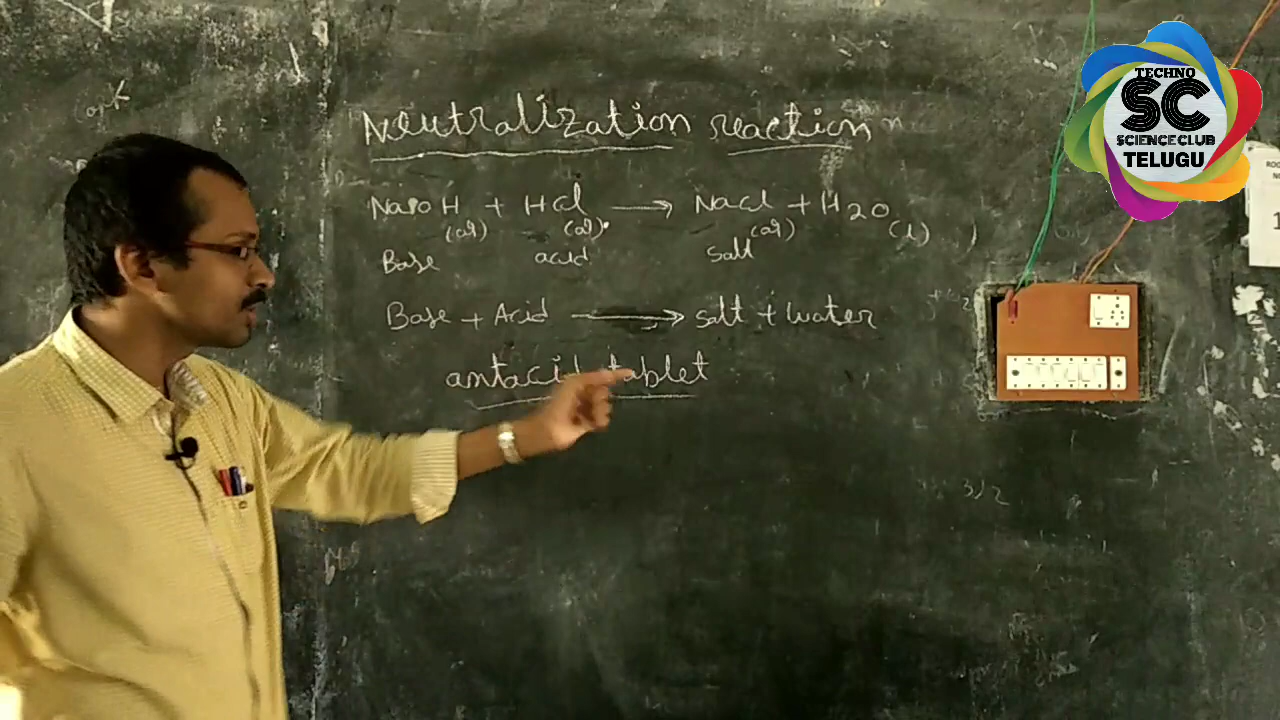 Neutralization reaction
NaOH + HCl → NaCl + H2O
(aq) (aq) (aq) (l)
Base acid salt
Base + Acid → salt + water
antacid tablet
TECHNO
SC
SCIENCE CLUB
TELUGU